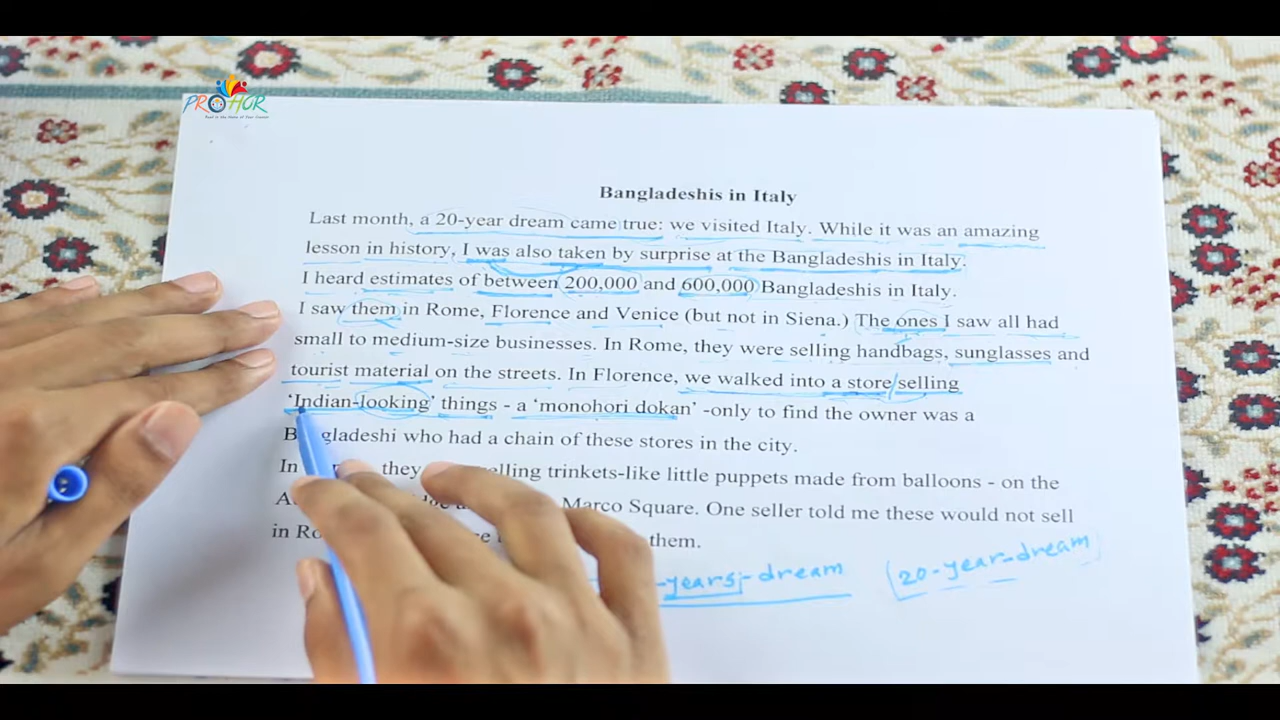 PROHOR
Bangladeshis in Italy
Last month, a 20-year dream came true: we visited Italy. While it was an amazing
lesson in history, I was also taken by surprise at the Bangladeshis in Italy.
I heard estimates of between 200,000 and 600,000 Bangladeshis in Italy.
I saw them in Rome, Florence and Venice (but not in Siena.) The ones I saw all had
small to medium-size businesses. In Rome, they were selling handbags, sunglasses and
tourist material on the streets. In Florence, we walked into a store/selling
‘Indian-looking’ things - a ‘monohori dokan’ -only to find the owner was a
gladeshi who had a chain of these stores in the city.
In they elling trinkets-like little puppets made from balloons - on the
Marco Square. One seller told me these would not sell
in Ro them.
-years-dream (20-year-dream)